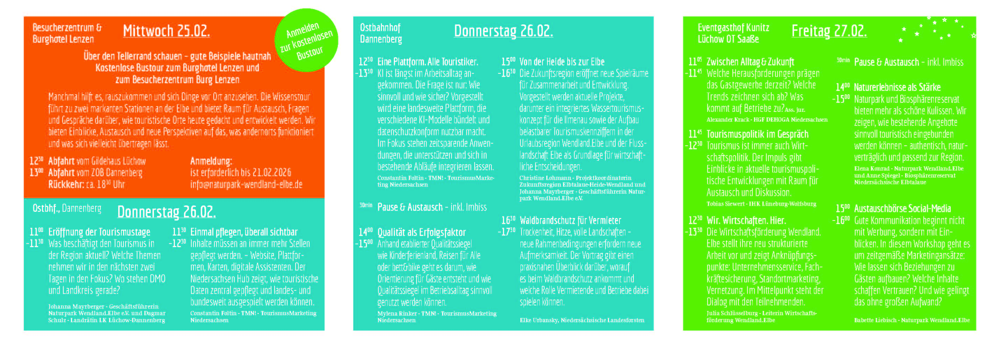 Besucherzentrum &
Burghotel Lenzen
Mittwoch 25.02.
Anmelden
zur kostenlosen
Bustour
Über den Tellerrand schauen – gute Beispiele hautnah
Kostenlose Bustour zum Burghotel Lenzen und
zum Besucherzentrum Burg Lenzen
Manchmal hilft es, rauszukommen und sich Dinge vor Ort anzusehen. Die Wissenstour
führt zu zwei markanten Stationen an der Elbe und bietet Raum für Austausch, Fragen
und Gespräche darüber, wie touristische Orte heute gedacht und entwickelt werden. Wir
bieten Einblicke, Austausch und neue Perspektiven auf das, was andernorts funktioniert
und was sich vielleicht übertragen lässt.
12³⁰ Abfahrt vom Gildehaus Lüchow
13⁰⁰ Abfahrt vom ZOB Dannenberg
Rückkehr: ca. 18³⁰ Uhr
Anmeldung:
ist erforderlich bis 21.02.2026
info@naturpark-wendland-elbe.de
Ostbhf., Dannenberg
Donnerstag 26.02.
11⁰⁰ Eröffnung der Tourismustage
-11³⁰ Was beschäftigt den Tourismus in
der Region aktuell? Welche Themen
nehmen wir in den nächsten zwei
Tagen in den Fokus? Wo stehen DMO
und Landkreis gerade?
Johanna Mayrberger - Geschäftsführerin
Naturpark Wendland.Elbe e.V. und Dagmar
Schulz - Landrätin LK Lüchow-Dannenberg
11³⁰ Einmal pflegen, überall sichtbar
-12³⁰ Inhalte müssen an immer mehr Stellen
gepflegt werden. – Website, Plattfor-
men, Karten, digitale Assistenten. Der
Niedersachsen Hub zeigt, wie touristische
Daten zentral gepflegt und landes- und
bundesweit ausgespielt werden können.
Constantin Foltin - TMN! - TourismusMarketing
Niedersachsen
Ostbahnhof
Dannenberg
Donnerstag 26.02.
12³⁰ Eine Plattform. Alle Touristiker.
-13³⁰ KI ist längst im Arbeitsalltag an-
gekommen. Die Frage ist nur: Wie
sinnvoll und wie sicher? Vorgestellt
wird eine landesweite Plattform, die
verschiedene KI-Modelle bündelt und
datenschutzkonform nutzbar macht.
Im Fokus stehen zeitsparende Anwen-
dungen, die unterstützen und sich in
bestehende Abläufe integrieren lassen.
Constantin Foltin - TMN! - TourismusMarke-
ting Niedersachsen
30min Pause & Austausch – inkl. Imbiss
14⁰⁰ Qualität als Erfolgsfaktor
-15⁰⁰ Anhand etablierter Qualitätssiegel
wie Kinderferienland, Reisen für Alle
oder bett&bike geht es darum, wie
Orientierung für Gäste entsteht und wie
Qualitätssiegel im Betriebsalltag sinnvoll
genutzt werden können.
Mylena Rinker - TMN! - TourismusMarketing
Niedersachsen
15⁰⁰ Von der Heide bis zur Elbe
-16³⁰ Die Zukunftsregion eröffnet neue Spielräume
für Zusammenarbeit und Entwicklung.
Vorgestellt werden aktuelle Projekte,
darunter ein integriertes Wassertourismus-
konzept für die Ilmenau sowie der Aufbau
belastbarer Tourismuskennziffern in der
Urlaubsregion Wendland.Elbe und der Fluss-
landschaft Elbe als Grundlage für wirtschaft-
liche Entscheidungen.
Christine Lohmann - Projektkoordinatorin
Zukunftsregion Elbtalaue-Heide-Wendland und
Johanna Mayrberger - Geschäftsführerin Natur-
park Wendland.Elbe e.V.
16³⁰ Waldbrandschutz für Vermieter
-17³⁰ Trockenheit, Hitze, volle Landschaften –
neue Rahmenbedingungen erfordern neue
Aufmerksamkeit. Der Vortrag gibt einen
praxisnahen Überblick darüber, worauf
es beim Waldbrandschutz ankommt und
welche Rolle Vermietende und Betriebe dabei
spielen können.
Elke Urbansky, Niedersächsische Landesforsten
Eventgasthof Kunitz
Lüchow OT Saaße
Freitag 27.02.
11⁰⁵ Zwischen Alltag & Zukunft
-11⁴⁵ Welche Herausforderungen prägen
das Gastgewerbe derzeit? Welche
Trends zeichnen sich ab? Was
kommt auf Betriebe zu? Ass. jur.
Alexander Krack - HGF DEHOGA Niedersachsen
11⁴⁵ Tourismuspolitik im Gespräch
-12³⁰ Tourismus ist immer auch Wirt-
schaftspolitik. Der Impuls gibt
Einblicke in aktuelle tourismuspoli-
tische Entwicklungen mit Raum für
Austausch und Diskussion.
Tobias Siewert - IHK Lüneburg-Wolfsburg
12³⁰ Wir. Wirtschaften. Hier.
-13³⁰ Die Wirtschaftsförderung Wendland.
Elbe stellt ihre neu strukturierte
Arbeit vor und zeigt Anknüpfungs-
punkte: Unternehmensservice, Fach-
kräftesicherung, Standortmarketing,
Vernetzung. Im Mittelpunkt steht der
Dialog mit den Teilnehmenden.
Julia Schlüsselburg - Leiterin Wirtschafts-
förderung Wendland.Elbe
30min Pause & Austausch – inkl. Imbiss
14⁰⁰ Naturerlebnisse als Stärke
-15⁰⁰ Naturpark und Biosphärenreservat
bieten mehr als schöne Kulissen. Wir
zeigen, wie bestehende Angebote
sinnvoll touristisch eingebunden
werden können – authentisch, natur-
verträglich und passend zur Region.
Elena Konrad - Naturpark Wendland.Elbe
und Anne Spiegel - Biosphärenreservat
Niedersächsische Elbtalaue
15⁰⁰ Austauschbörse Social-Media
-16⁰⁰ Gute Kommunikation beginnt nicht
mit Werbung, sondern mit Ein-
blicken. In diesem Workshop geht es
um zeitgemäße Marketingansätze:
Wie lassen sich Beziehungen zu
Gästen aufbauen? Welche Inhalte
schaffen Vertrauen? Und wie gelingt
das ohne großen Aufwand?
Babette Liebisch - Naturpark Wendland.Elbe